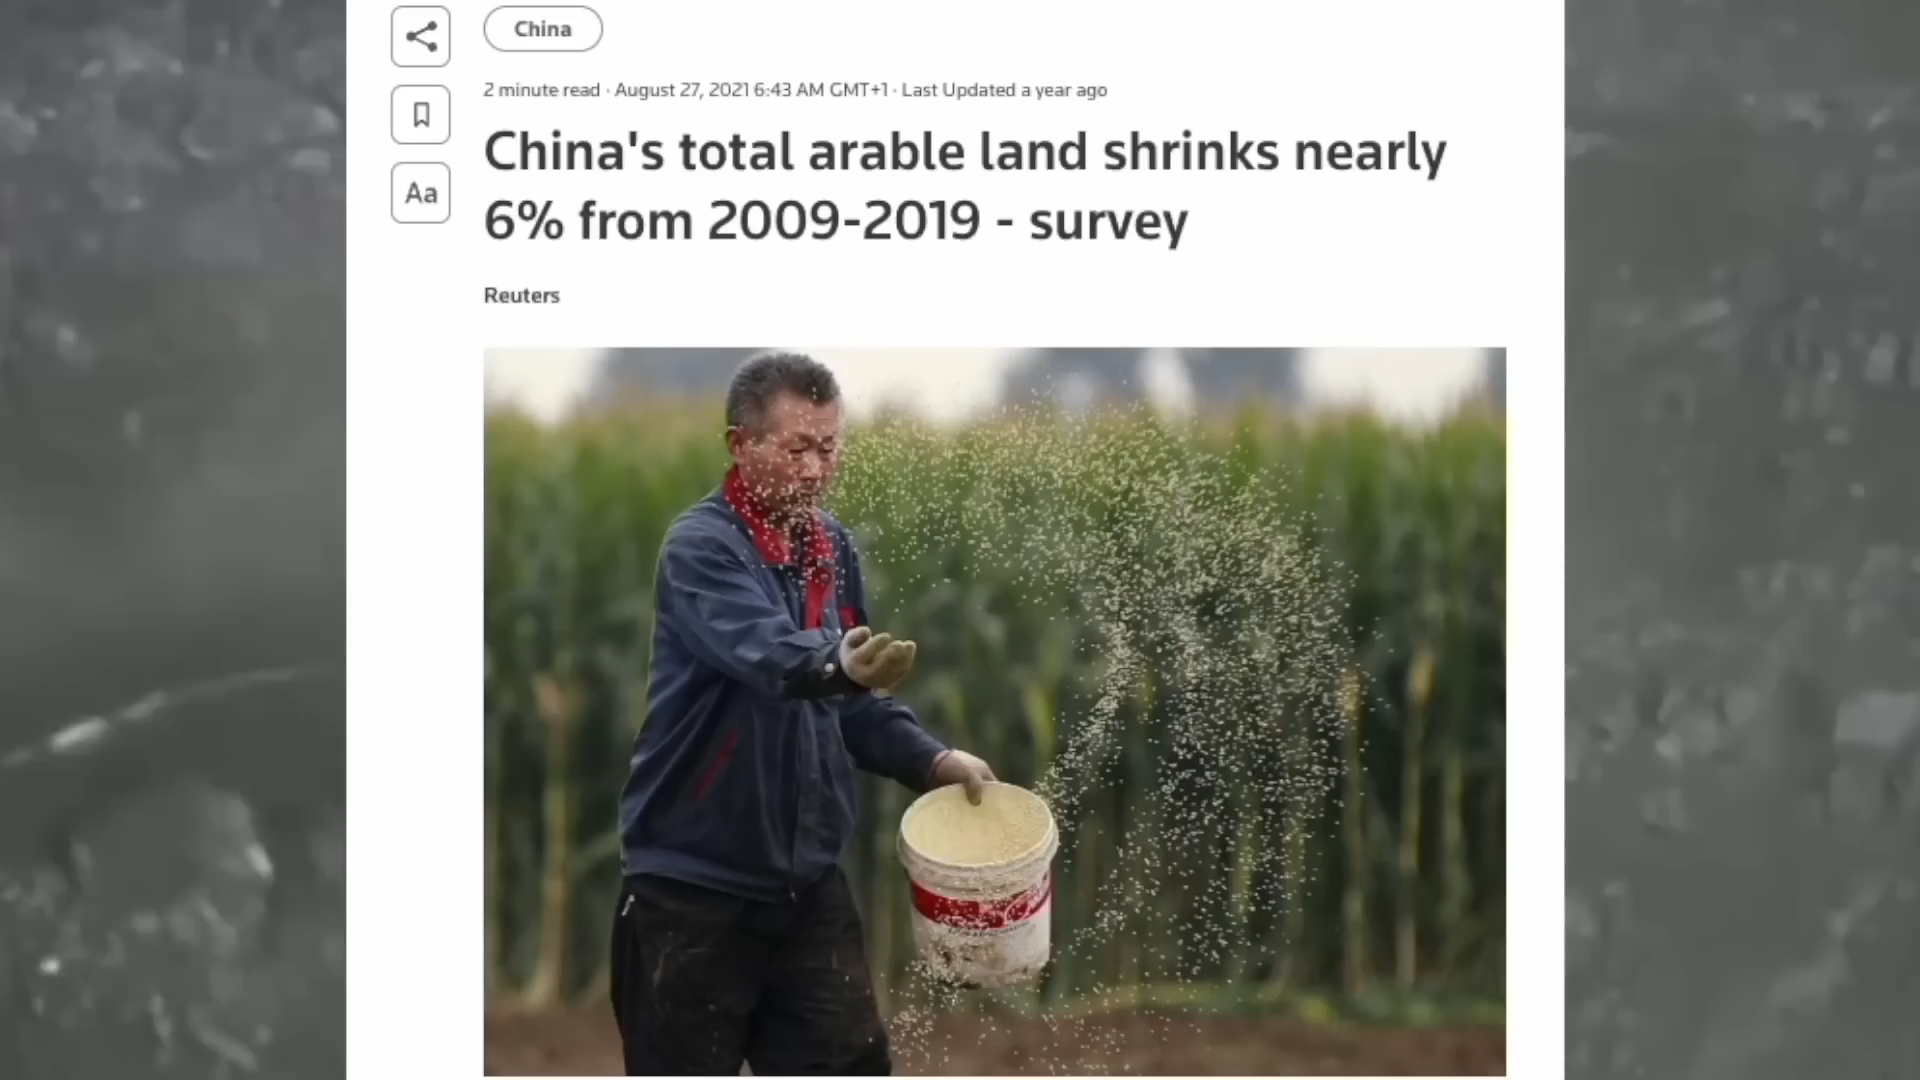 China
2 minute read · August 27, 2021 6:43 AM GMT+1 · Last Updated a year ago
Aa
China's total arable land shrinks nearly
6% from 2009-2019 - survey
Reuters